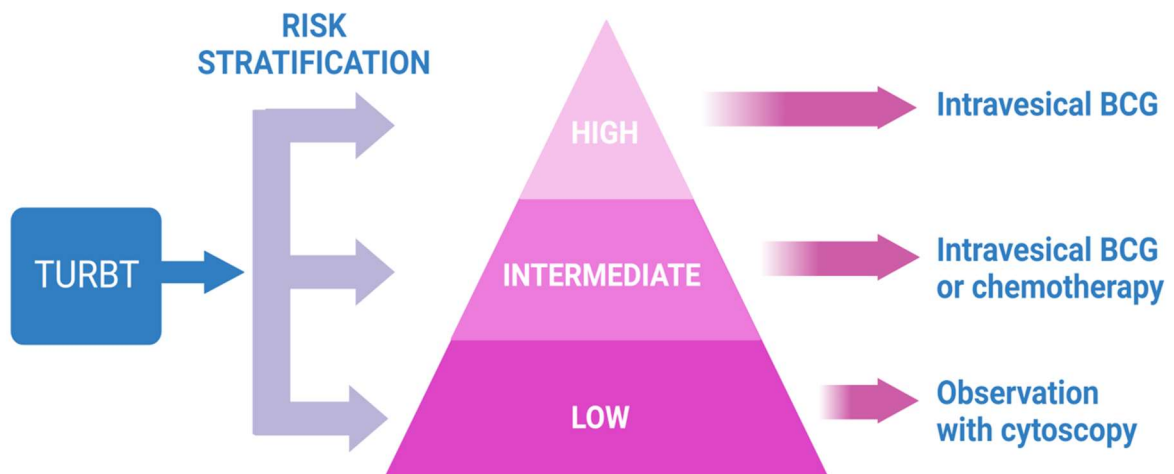 RISK
STRATIFICATION
TURBT
HIGH
Intravesical BCG
INTERMEDIATE
Intravesical BCG
or chemotherapy
LOW
Observation
with cytoscopy